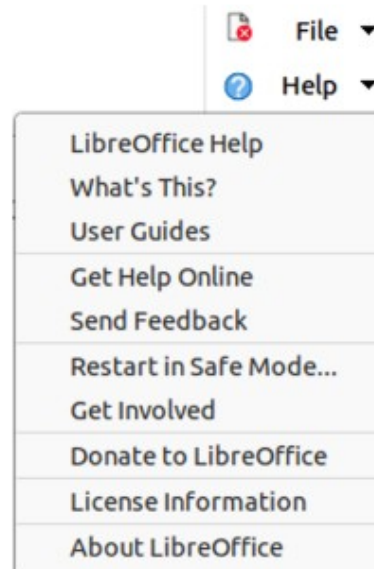 File
Help
LibreOffice Help
What's This?
User Guides
Get Help Online
Send Feedback
Restart in Safe Mode...
Get Involved
Donate to LibreOffice
License Information
About LibreOffice